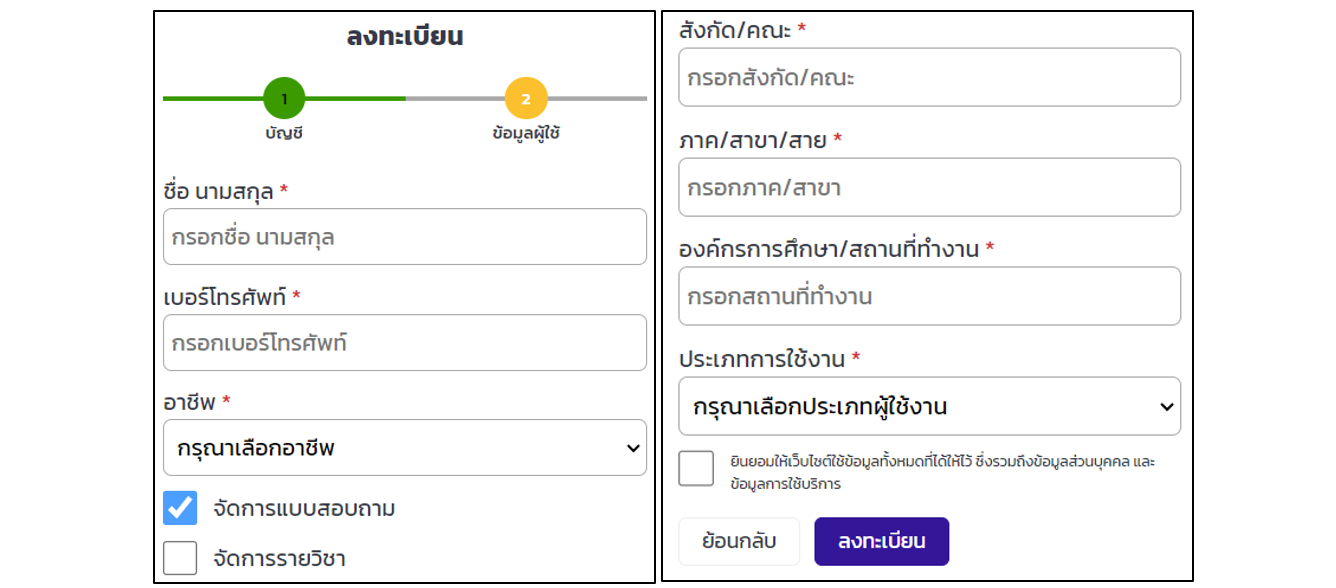 ลงทะเบียน
1
2
บัญชี
ข้อมูลผู้ใช้
ชื่อ นามสกุล *
กรอกชื่อ นามสกุล
เบอร์โทรศัพท์ *
กรอกเบอร์โทรศัพท์
อาชีพ *
กรุณาเลือกอาชีพ
จัดการแบบสอบถาม
จัดการรายวิชา
สังกัด/คณะ *
กรอกสังกัด/คณะ
ภาค/สาขา/สาย *
กรอกภาค/สาขา
องค์กรการศึกษา/สถานที่ทำงาน *
กรอกสถานที่ทำงาน
ประเภทการใช้งาน *
กรุณาเลือกประเภทผู้ใช้งาน
ยินยอมให้เว็บไซต์ใช้ข้อมูลทั้งหมดที่ได้ให้ไว้ ซึ่งรวมถึงข้อมูลส่วนบุคคล และ
ข้อมูลการใช้บริการ
ย้อนกลับ
ลงทะเบียน